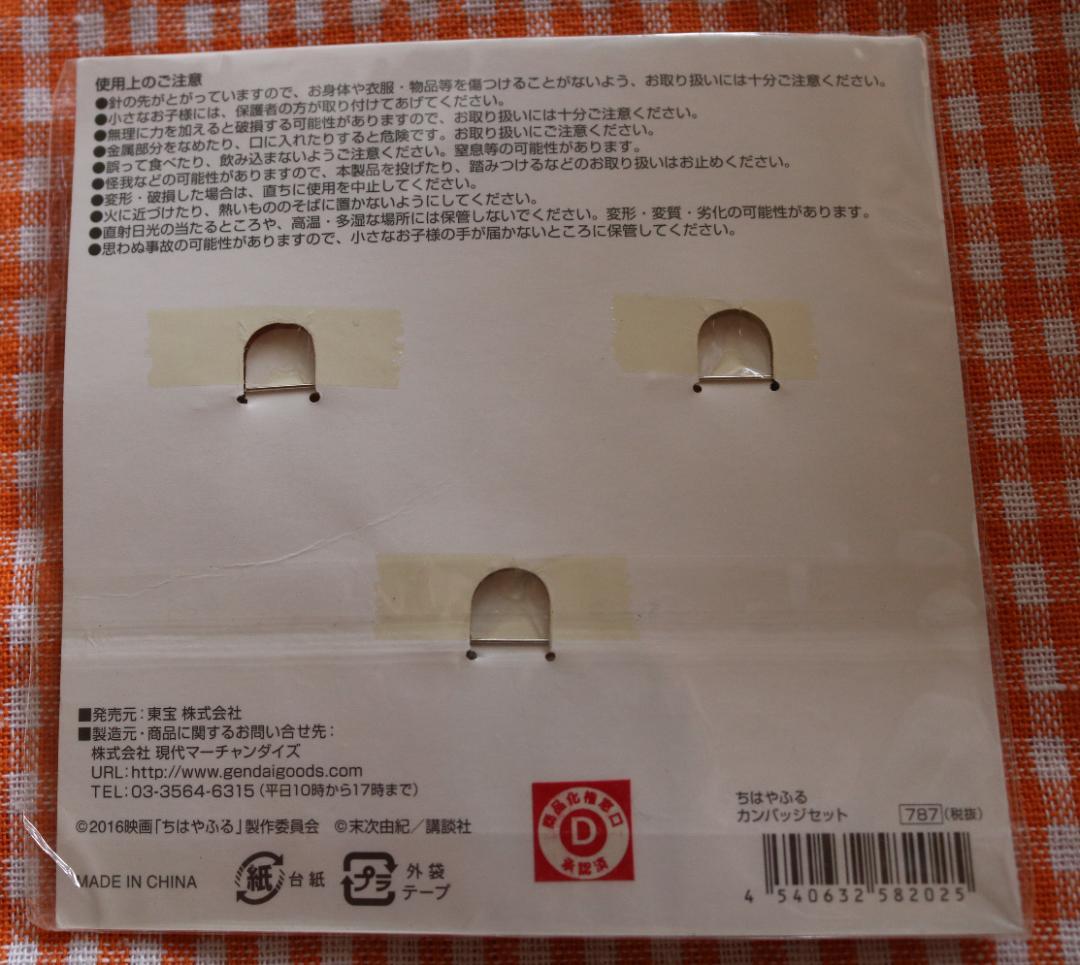 使用上のご注意
●針の先がとがっていますので、お身体や衣服・物品等を傷つけることがないよう、お取り扱いには十分ご注意ください。
●小さなお子様には、保護者の方が取り付けてあげてください。
●無理に力を加えると破損する可能性がありますので、お取り扱いには十分ご注意ください。
●金属部分をなめたり、口に入れたりすると危険です。お取り扱いにご注意ください。
●誤って食べたり、飲み込まないようご注意ください。窒息等の可能性があります。
●怪我などの可能性がありますので、本製品を投げたり、踏みつけるなどのお取り扱いはお止めください。
●変形・破損した場合は、直ちに使用を中止してください。
●火に近づけたり、熱いもののそばに置かないようにしてください。
●直射日光の当たるところや、高温・多湿な場所には保管しないでください。変形・変質・劣化の可能性があります。
●思わぬ事故の可能性がありますので、小さなお子様の手が届かないところに保管してください。
■発売元：東宝 株式会社
■製造元・商品に関するお問い合せ先：
株式会社 現代マーチャンダイズ
URL：http://www.gendaigoods.com
TEL：03-3564-6315（平日10時から17時まで）
©2016映画「ちはやふる」製作委員会 ©末次由紀／講談社
MADE IN CHINA
紙 台紙
プラ 外袋
テープ
商品化権窓口
D
承認済
ちはやふる
カンバッジセット 787（税抜）
4 540632 582025